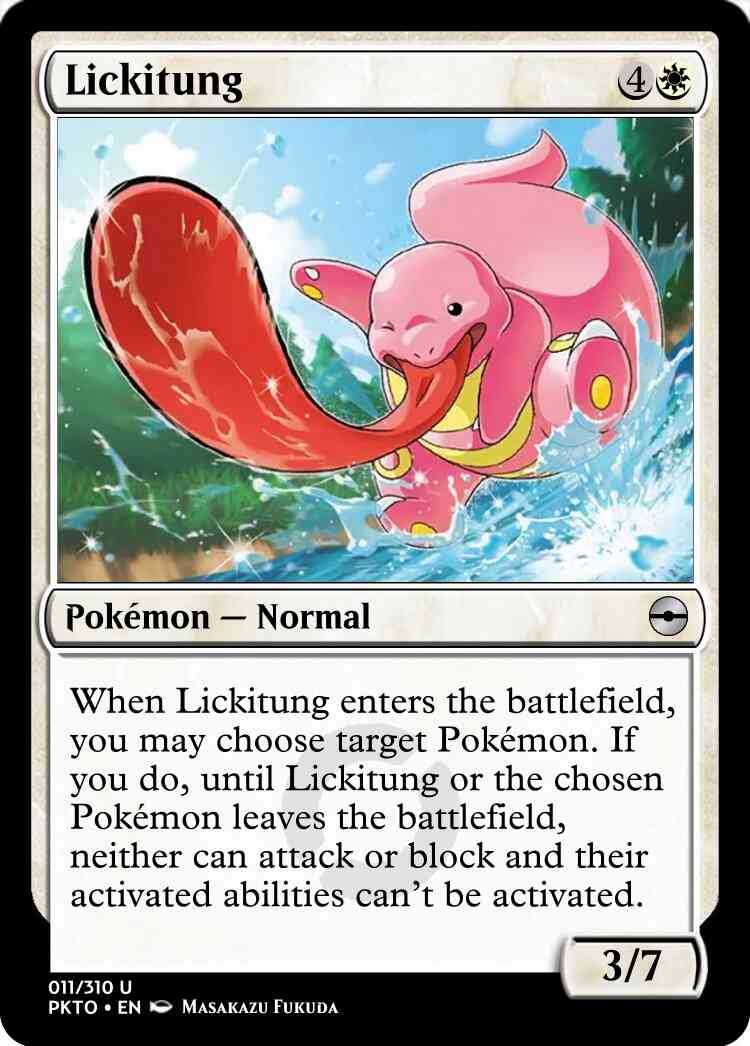 Lickitung 4
Pokémon — Normal
When Lickitung enters the battlefield,
you may choose target Pokémon. If
you do, until Lickitung or the chosen
Pokémon leaves the battlefield,
neither can attack or block and their
activated abilities can't be activated.
3/7
011/310 U
PKTO • EN Masakazu Fukuda